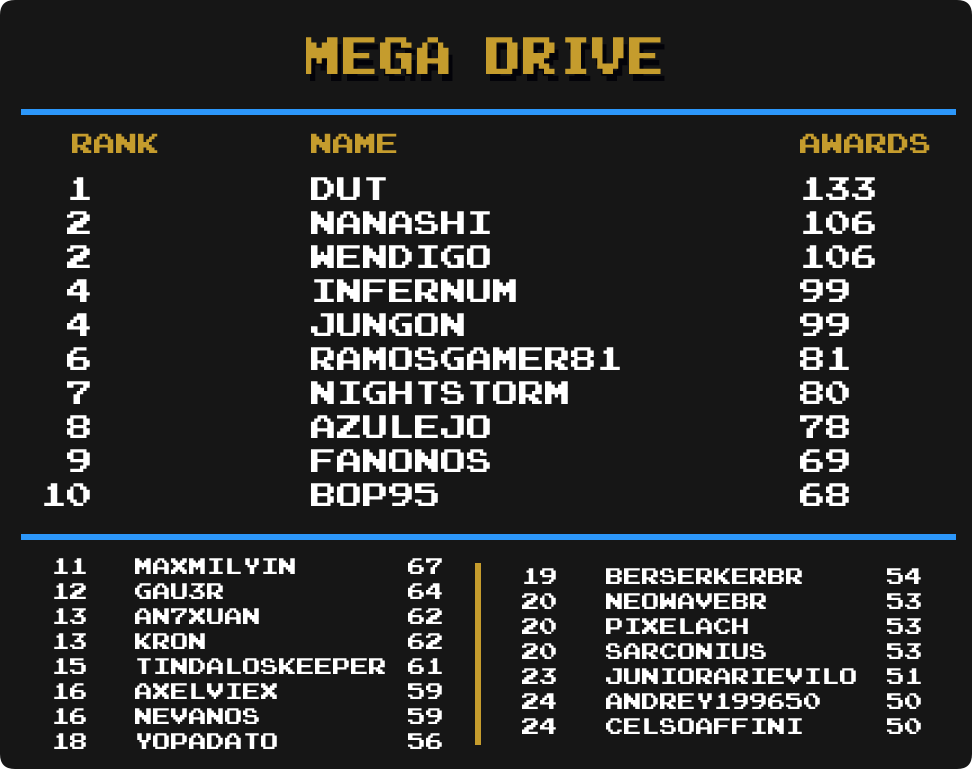 MEGA DRIVE
RANK NAME AWARDS
1 DUT 133
2 NANASHI 106
2 WENDIGO 106
4 INFERNUM 99
4 JUNGON 99
6 RAMOSGAMER81 81
7 NIGHTSTORM 80
8 AZULEJO 78
9 FANONOS 69
10 BOP95 68
11 MAXMILYIN 67
12 GAU3R 64
13 AN7XUAN 62
13 KRON 62
15 TINDALOSKEEPER 61
16 AXELVIEX 59
16 NEVANOS 59
18 YOPADATO 56
19 BERSERKERBR 54
20 NEOWAVEBR 53
20 PIXELACH 53
20 SARCONIUS 53
23 JUNIORARIEVILO 51
24 ANDREY199650 50
24 CELSOAFFINI 50